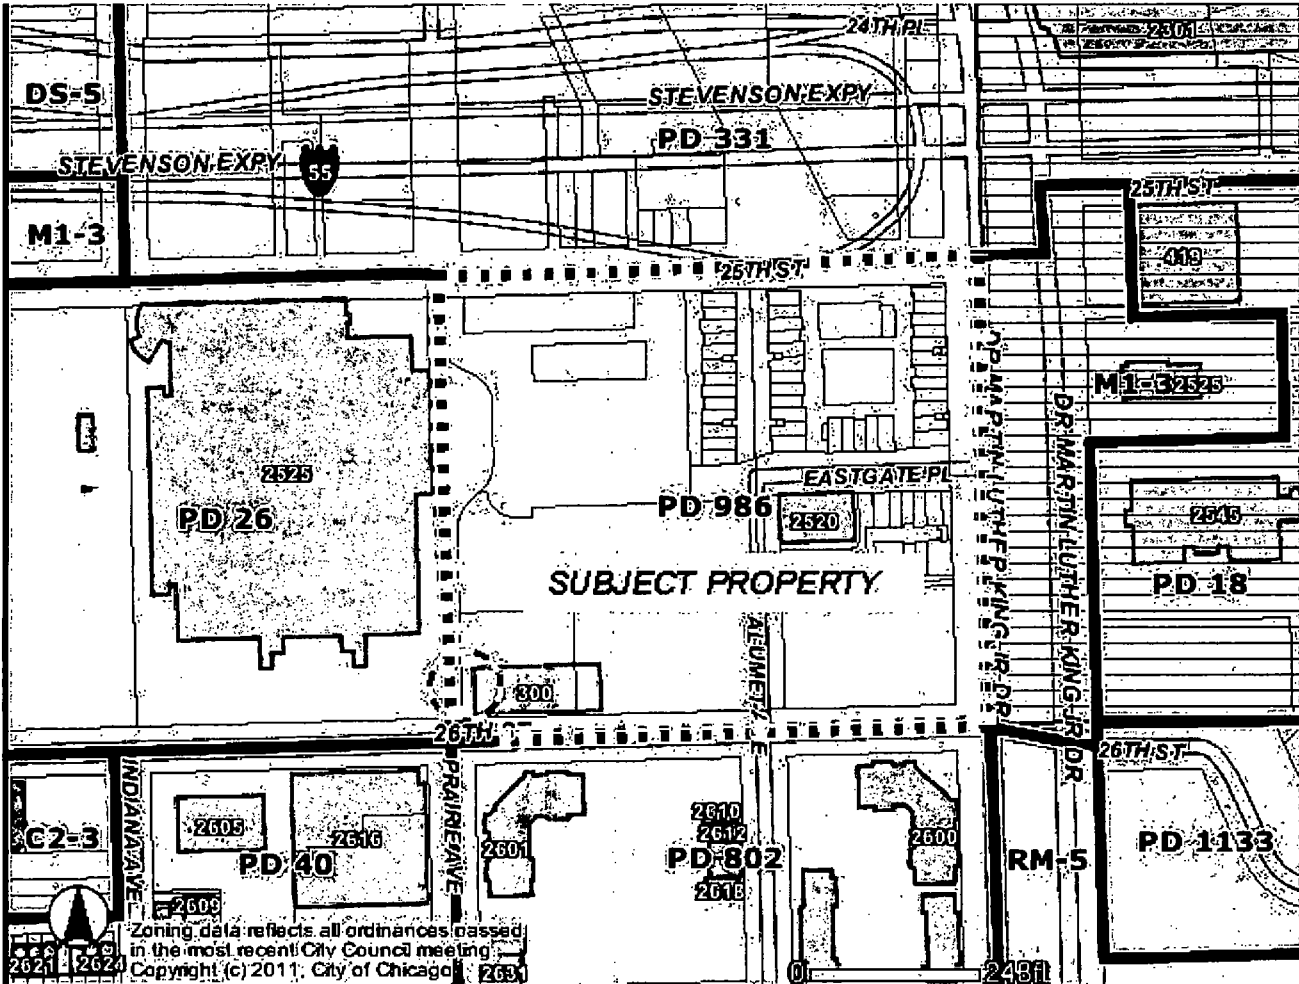 24TH PL
2301
DS-5
STEVENSON EXPY
PD 331
STEVENSON EXPY
55
25TH ST
M1-3
419
25TH ST
M1-3
2525
DR MARTIN LUTHER KING JR DR
DR MARTIN LUTHER KING JR DR
2525
EASTGATE PL
PD 26
PD 986
2520
2545
SUBJECT PROPERTY
PD 18
300
26TH ST
26TH ST
INDIANA AVE
PRAIRIE AVE
2605
2616
2601
2610
2612
2600
C2-3
PD 40
PD 802
RM-5
PD 1133
2618
2609
Zoning data reflects all ordinances passed
in the most recent City Council meeting
Copyright (c) 2011, City of Chicago
2621
2624
2631
0
248ft